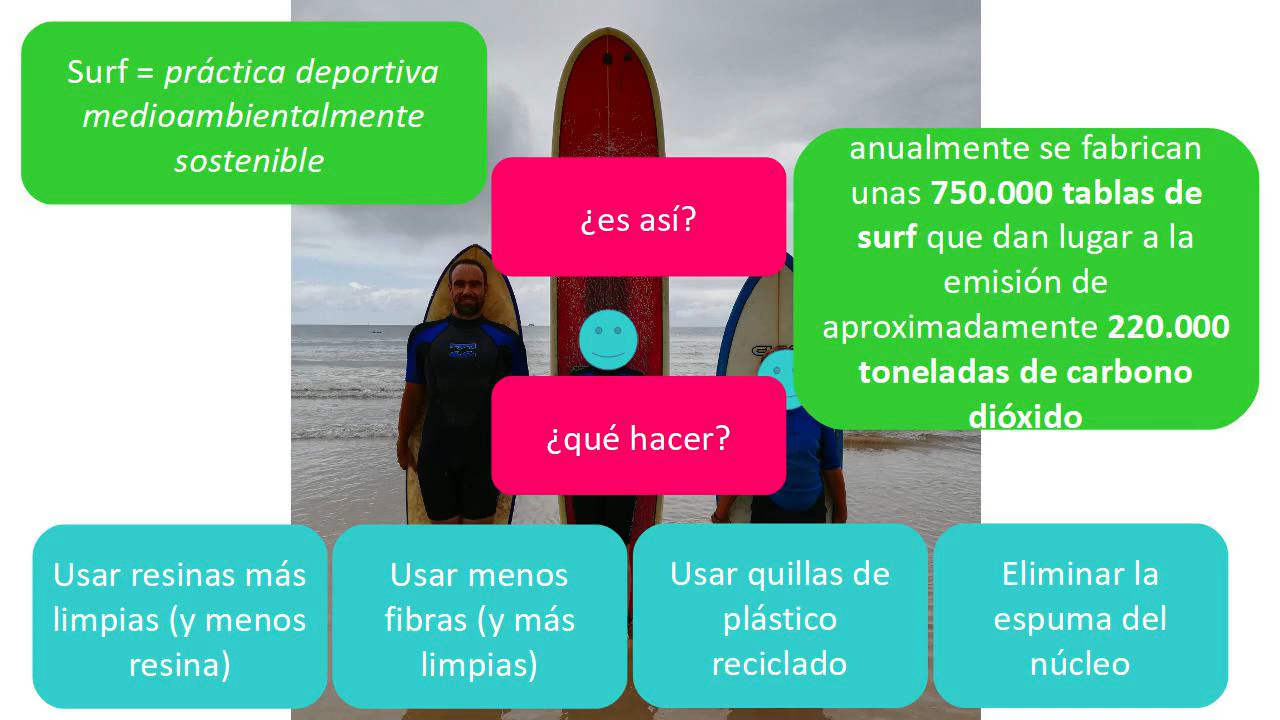 Surf = práctica deportiva
medioambientalmente
sostenible
¿es así?
anualmente se fabrican
unas 750.000 tablas de
surf que dan lugar a la
emisión de
aproximadamente 220.000
toneladas de carbono
dióxido
¿qué hacer?
Usar resinas más
limpias (y menos
resina)
Usar menos
fibras (y más
limpias)
Usar quillas de
plástico
reciclado
Eliminar la
espuma del
núcleo